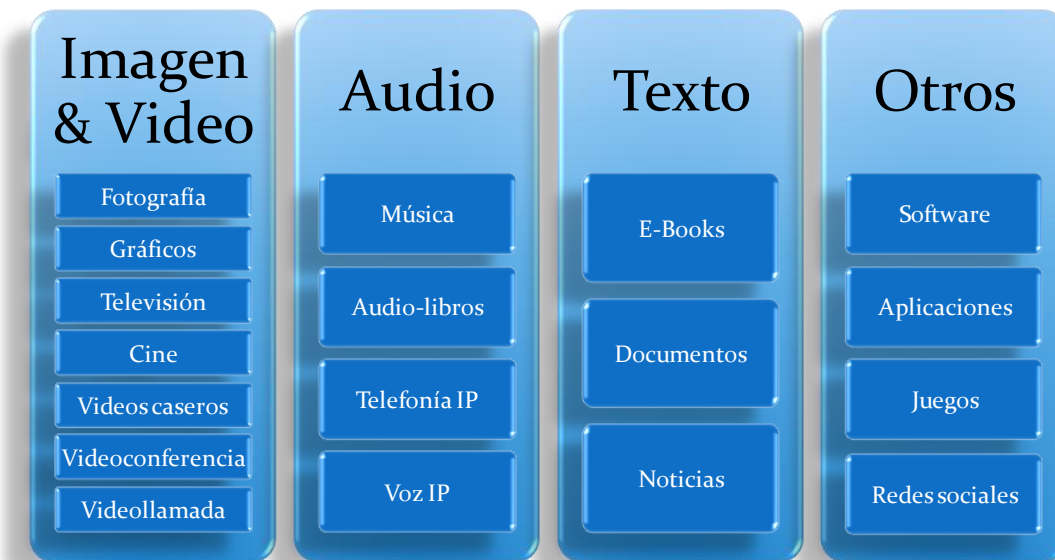 Imagen
& Video
Fotografía
Gráficos
Televisión
Cine
Videos caseros
Videoconferencia
Videollamada
Audio
Música
Audio-libros
Telefonía IP
Voz IP
Texto
E-Books
Documentos
Noticias
Otros
Software
Aplicaciones
Juegos
Redes sociales